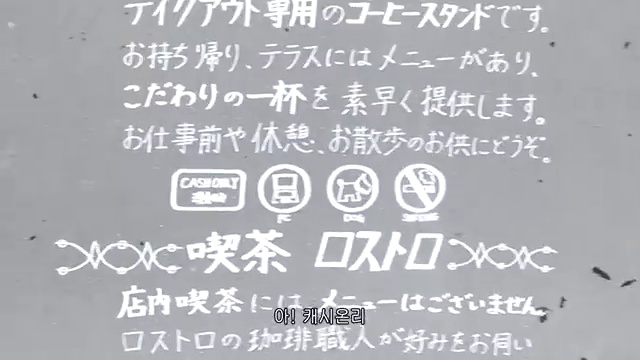 テイクアウト専用のコーヒースタンドです。
お持ち帰り、テラスにはメニューがあり、
こだわりの一杯を素早く提供します。
お仕事前や休憩、お散歩のお供にどうぞ。
CASH ONLY
PC
DOG
SMOKING
喫茶 ロストロ
店内喫茶にはメニューはございません
야! 캐시온리
ロストロの珈琲職人が好みをお伺い